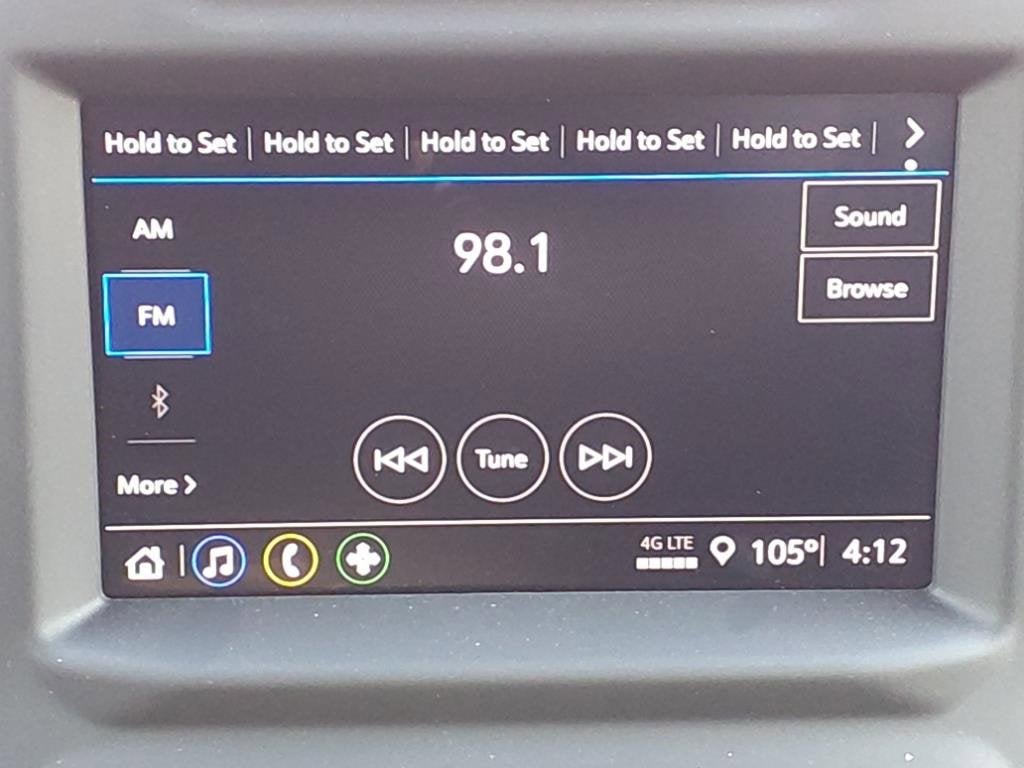 Hold to Set | Hold to Set | Hold to Set | Hold to Set | Hold to Set |
AM
98.1
Sound
FM
Browse
Tune
More >
4G LTE
105° | 4:12